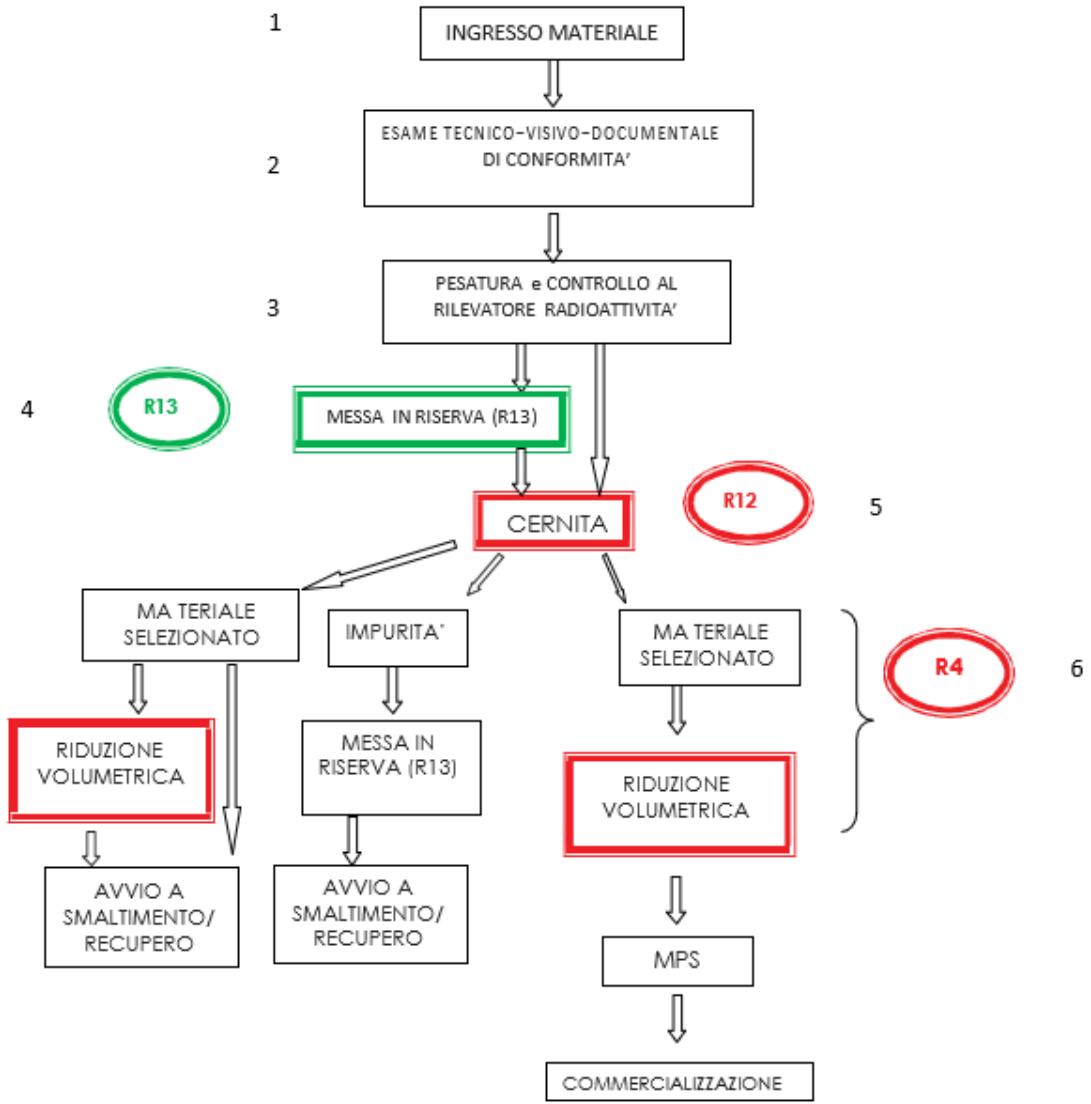 1
INGRESSO MATERIALE
ESAME TECNICO-VISIVO-DOCUMENTALE
DI CONFORMITA'
2
PESATURA e CONTROLLO AL
RILEVATORE RADIOATTIVITA'
3
4
R13
MESSA IN RISERVA (R13)
CERNITA
R12
5
MA TERIALE
SELEZIONATO
IMPURITA'
MA TERIALE
SELEZIONATO
R4
6
RIDUZIONE
VOLUMETRICA
MESSA IN
RISERVA (R13)
RIDUZIONE
VOLUMETRICA
AVVIO A
SMALTIMENTO/
RECUPERO
AVVIO A
SMALTIMENTO/
RECUPERO
MPS
COMMERCIALIZZAZIONE